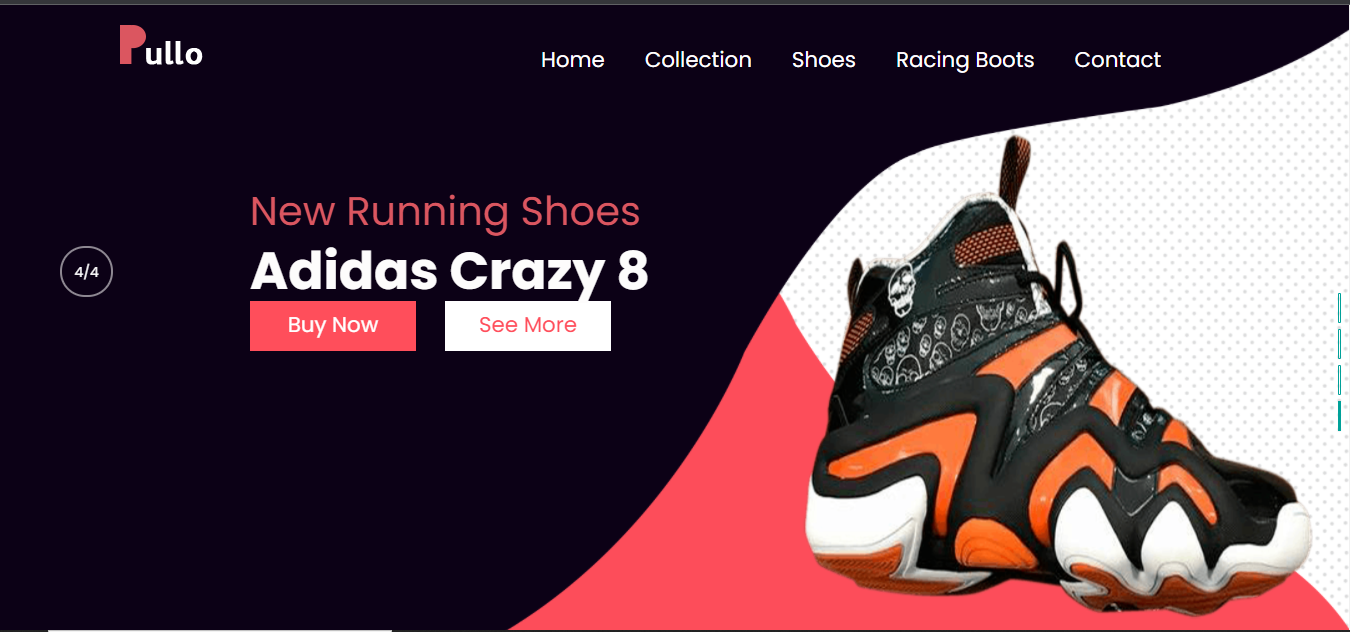 Pullo
Home Collection Shoes Racing Boots Contact
New Running Shoes
4/4
Adidas Crazy 8
Buy Now See More